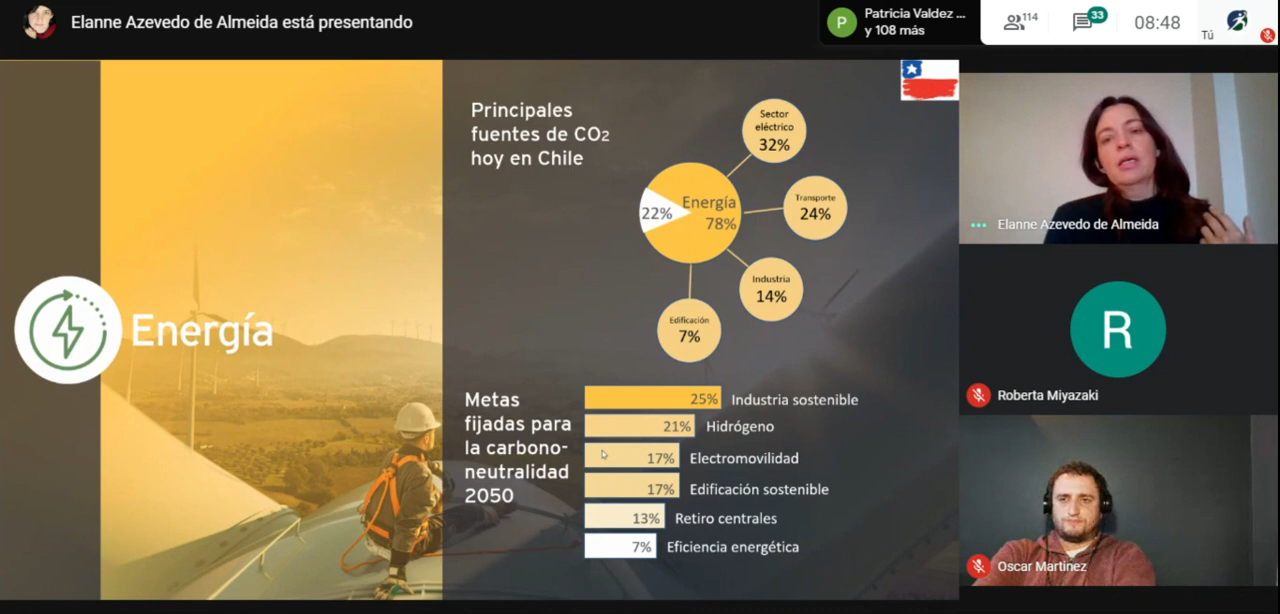 Elanne Azevedo de Almeida está presentando
P
Patricia Valdez ...
y 108 más
114
33
08:48
Tú
Principales
fuentes de CO2
hoy en Chile
Sector
eléctrico
32%
Energía
78%
22%
Transporte
24%
Industria
14%
Edificación
7%
Energía
Metas
fijadas para
la carbono-
neutralidad
2050
25% Industria sostenible
21% Hidrógeno
17% Electromovilidad
17% Edificación sostenible
13% Retiro centrales
7% Eficiencia energética
Elanne Azevedo de Almeida
R
Roberta Miyazaki
Oscar Martinez